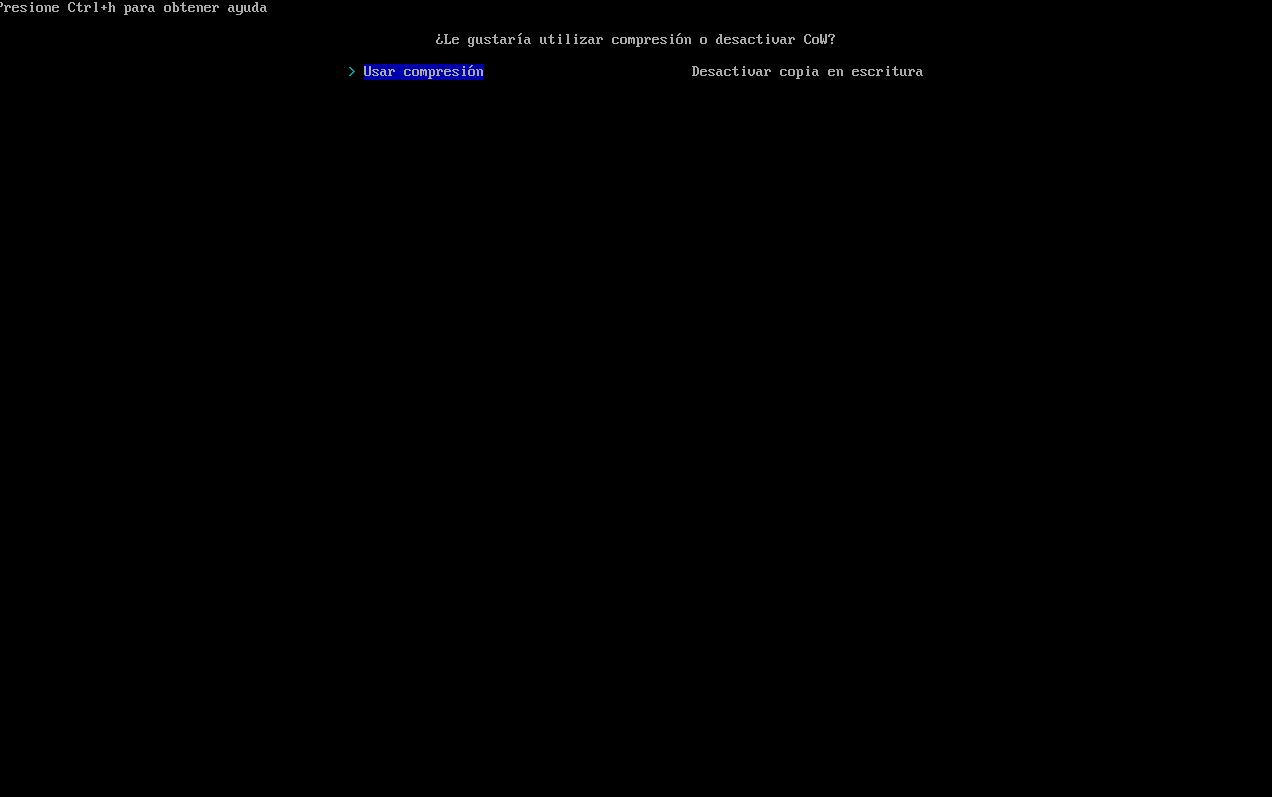 Presione Ctrl+h para obtener ayuda
¿Le gustaría utilizar compresión o desactivar CoW?
> Usar compresión Desactivar copia en escritura